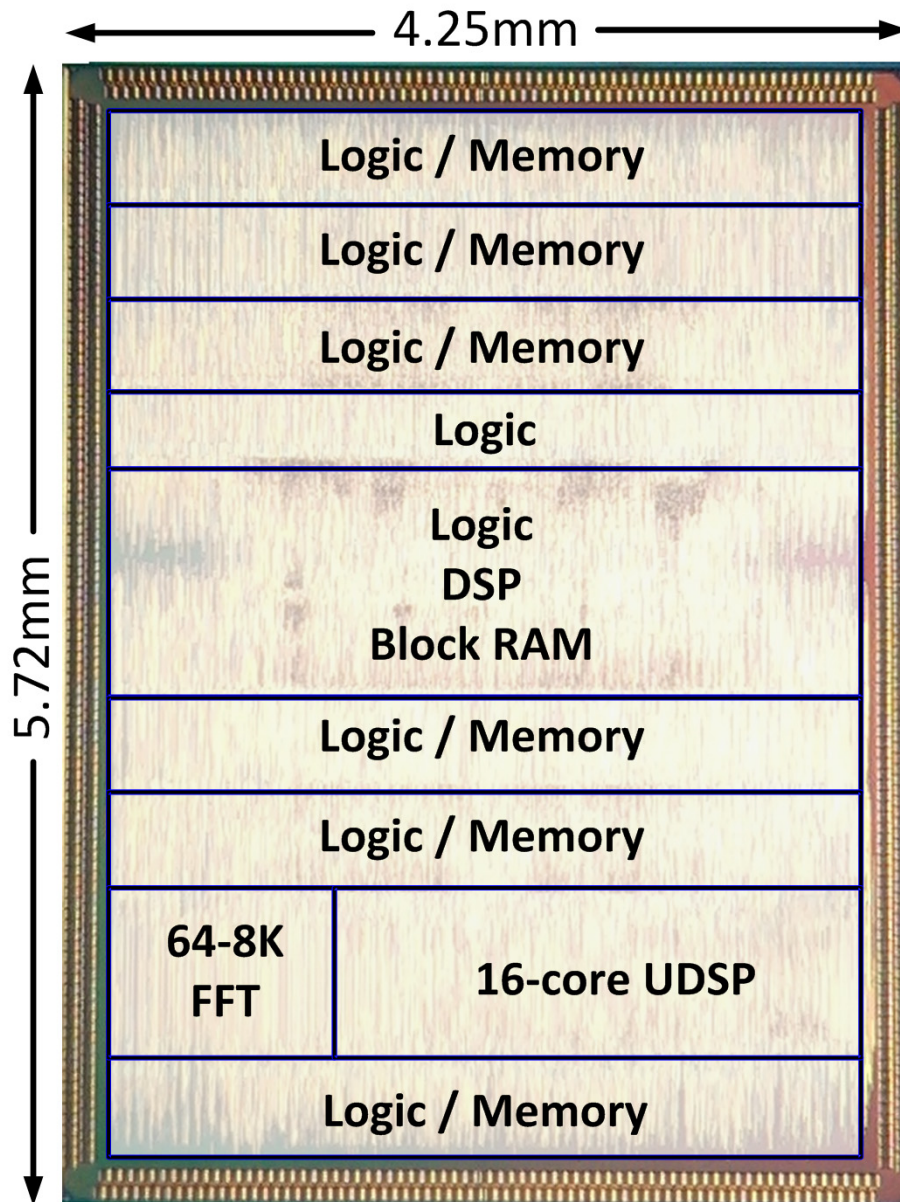 4.25mm
5.72mm
Logic / Memory
Logic / Memory
Logic / Memory
Logic
Logic
DSP
Block RAM
Logic / Memory
Logic / Memory
64-8K
FFT
16-core UDSP
Logic / Memory